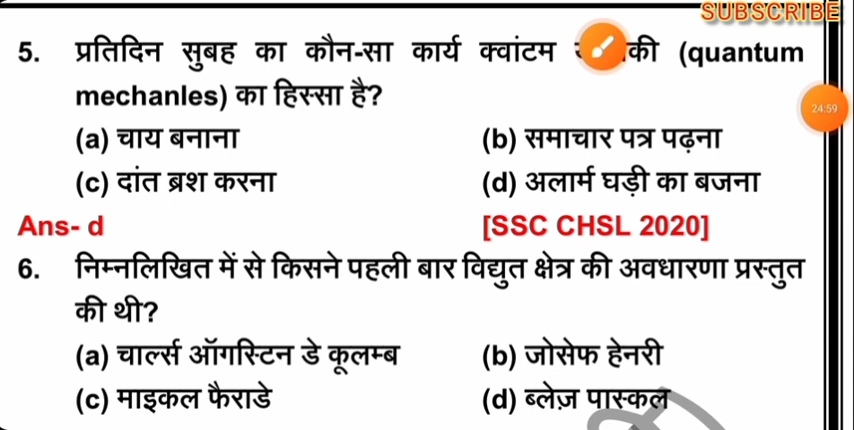 SUBSCRIBE
5. प्रतिदिन सुबह का कौन-सा कार्य क्वांटम की (quantum
24:59
mechanles) का हिस्सा है?
(a) चाय बनाना (b) समाचार पत्र पढ़ना
(c) दांत ब्रश करना (d) अलार्म घड़ी का बजना
Ans- d [SSC CHSL 2020]
6. निम्नलिखित में से किसने पहली बार विद्युत क्षेत्र की अवधारणा प्रस्तुत
की थी?
(a) चार्ल्स ऑगस्टिन डे कूलम्ब (b) जोसेफ हेनरी
(c) माइकल फैराडे (d) ब्लेज़ पास्कल